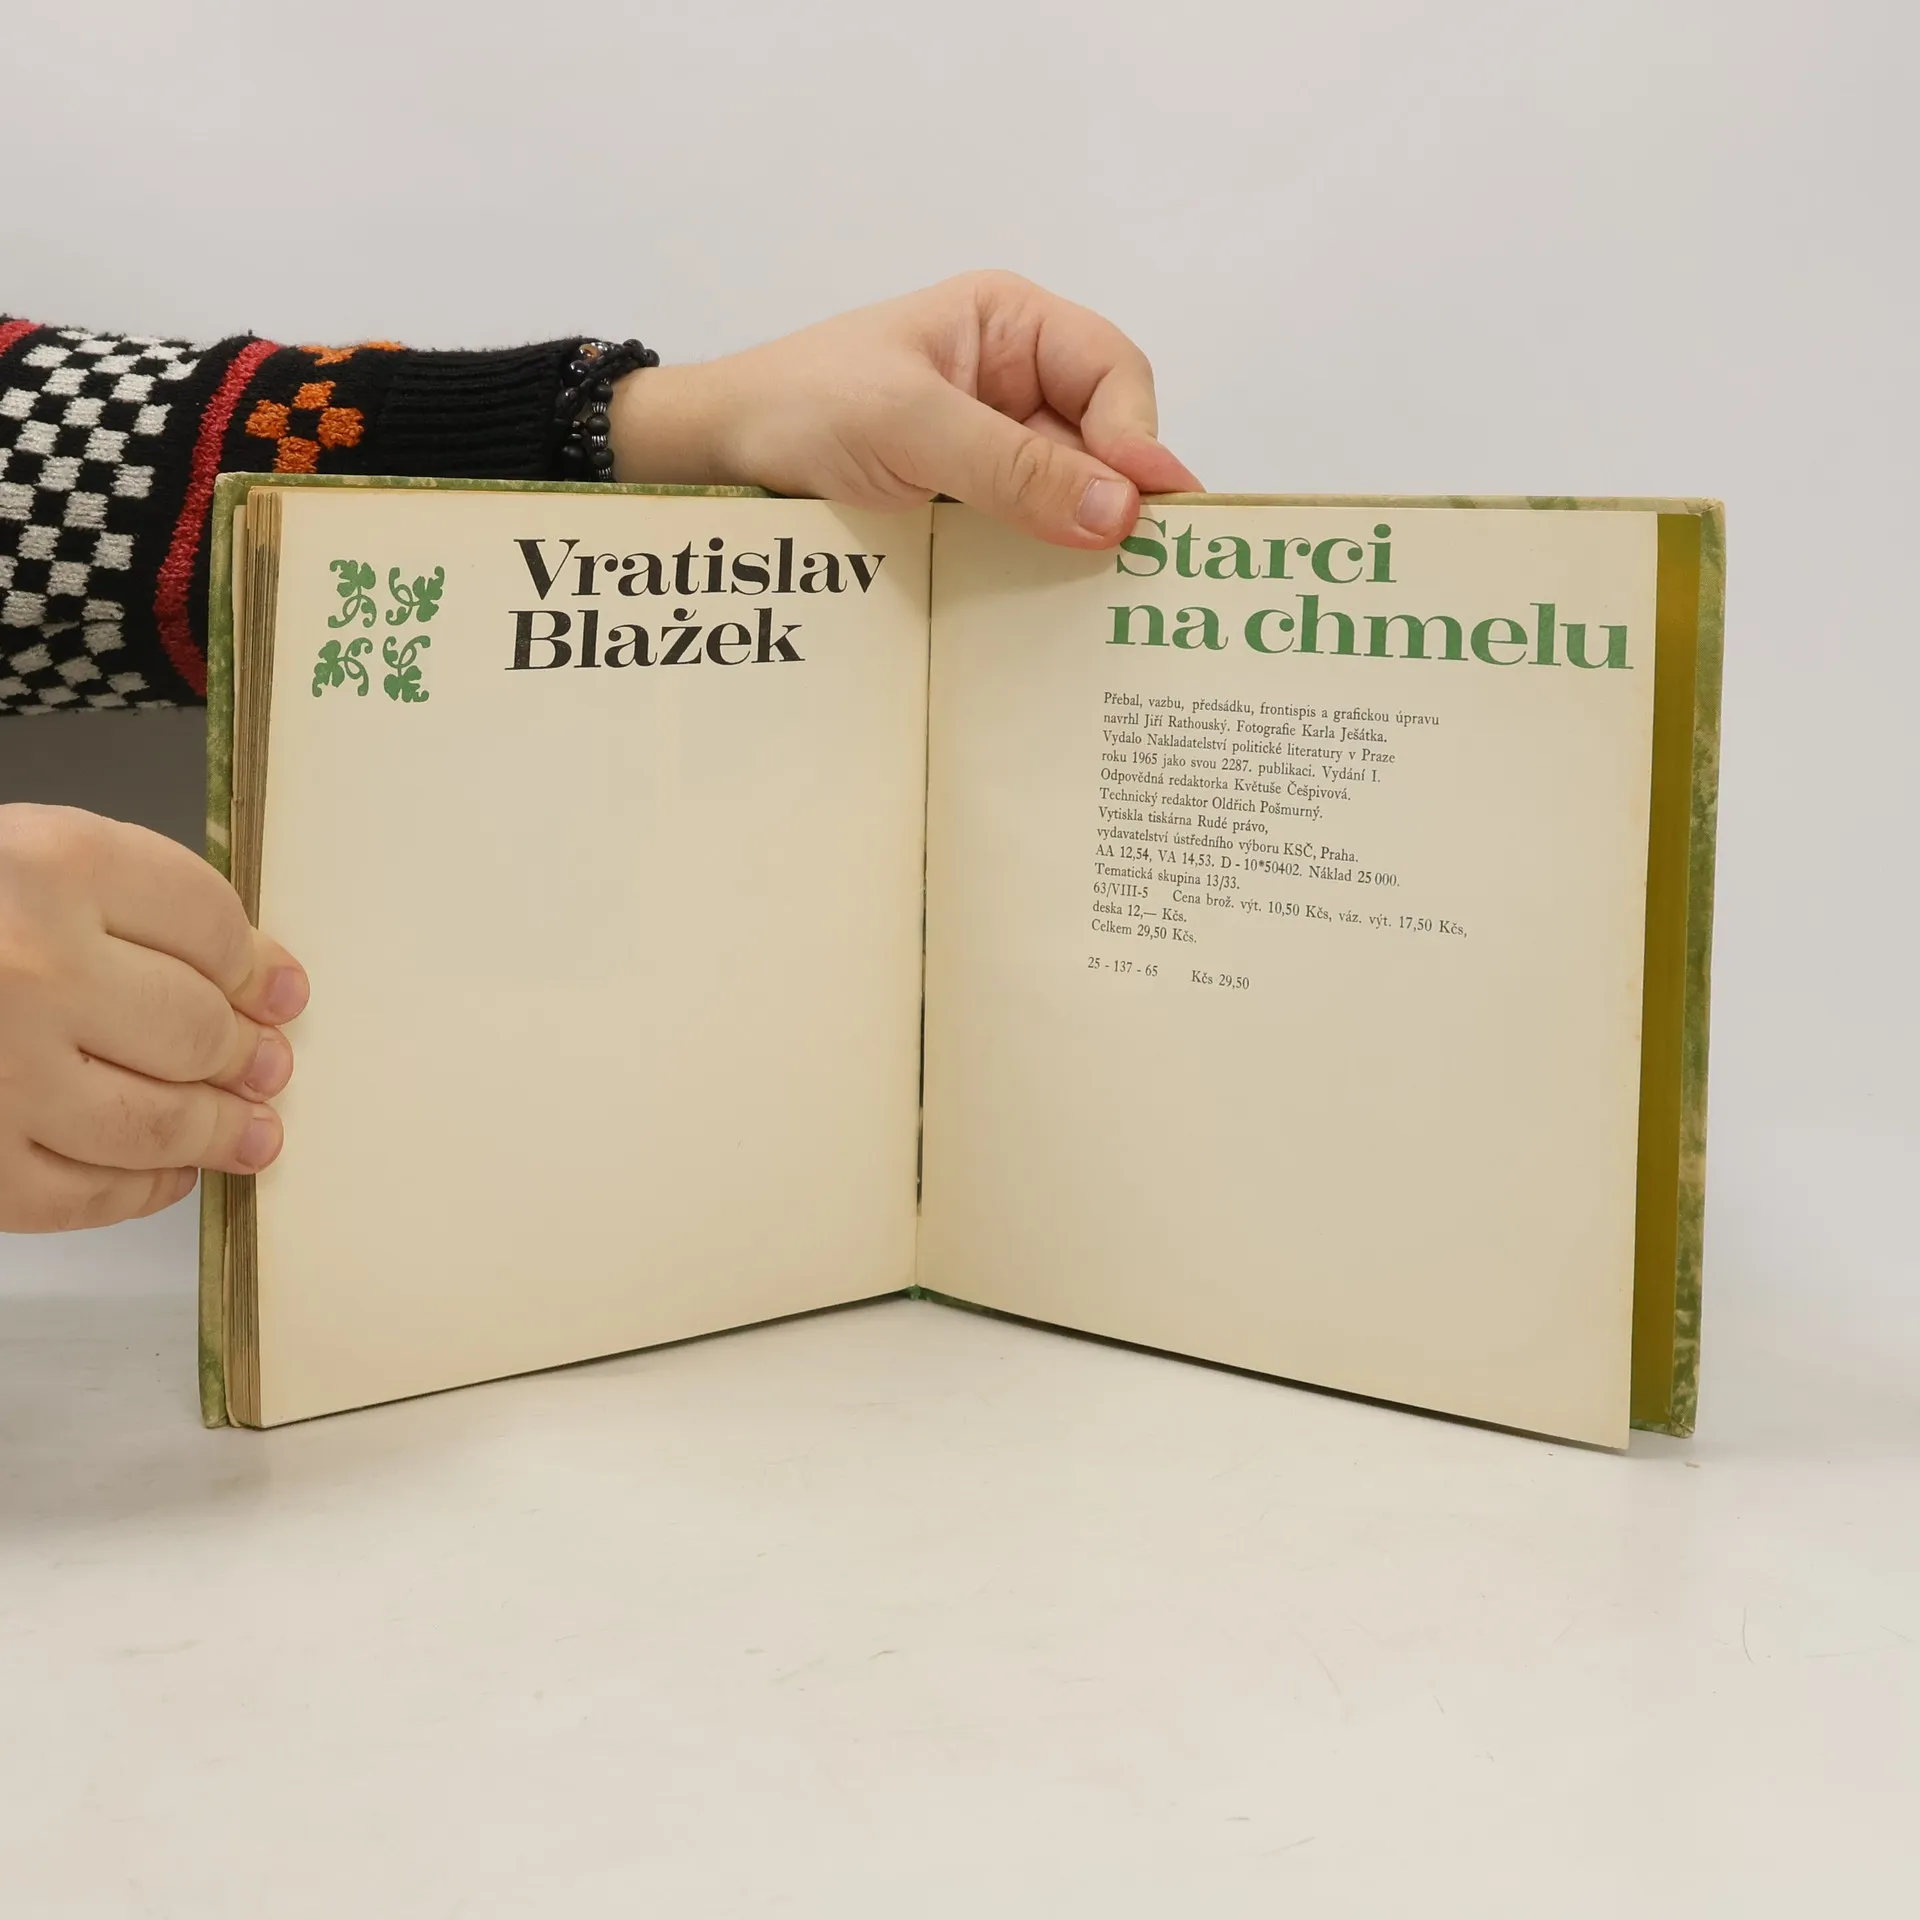 Vratislav
Blažek
Starci
na chmelu
Přebal, vazbu, předsádku, frontispis a grafickou úpravu
navrhl Jiří Rathouský. Fotografie Karla Ješátka.
Vydalo Nakladatelství politické literatury v Praze
roku 1965 jako svou 2287. publikaci. Vydání I.
Odpovědná redaktorka Květuše Češpivová.
Technický redaktor Oldřich Pošmurný.
Vytiskla tiskárna Rudé právo,
vydavatelství ústředního výboru KSČ, Praha.
AA 12,54, VA 14,53. D - 10*50402. Náklad 25 000.
Tematická skupina 13/33.
63/VIII-5 Cena brož. výt. 10,50 Kčs, váz. výt. 17,50 Kčs,
deska 12,— Kčs.
Celkem 29,50 Kčs.
25 - 137 - 65 Kčs 29,50